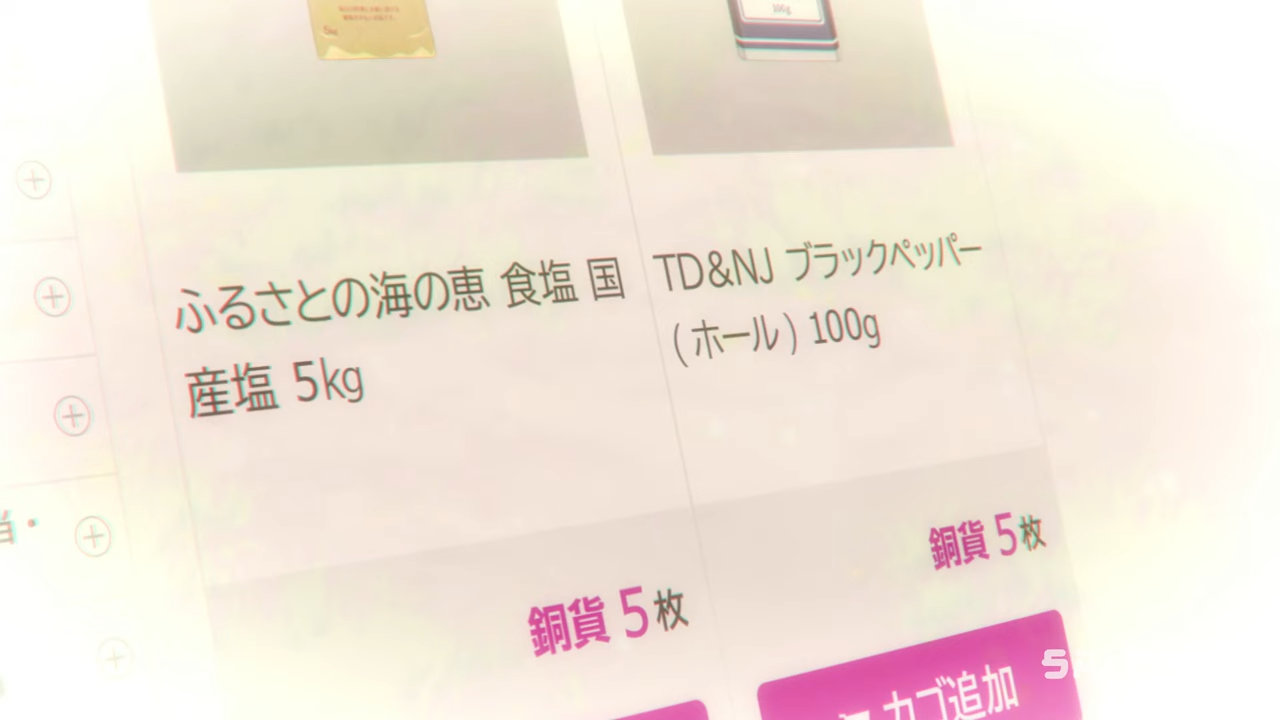 5kg
100g
ふるさとの海の恵 食塩 国
産塩 5kg
TD&NJ ブラックペッパー
(ホール) 100g
銅貨 5枚
銅貨 5枚
カゴ追加